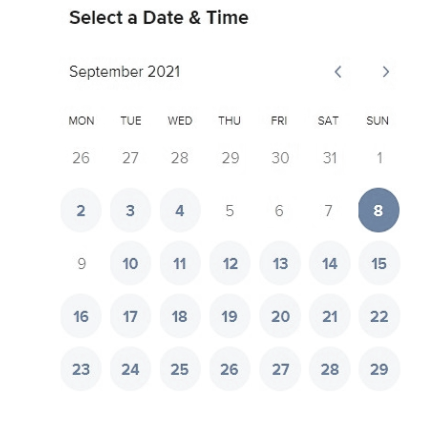 Select a Date & Time
September 2021
MON TUE WED THU FRI SAT SUN
26 27 28 29 30 31 1
2 3 4 5 6 7 8
9 10 11 12 13 14 15
16 17 18 19 20 21 22
23 24 25 26 27 28 29